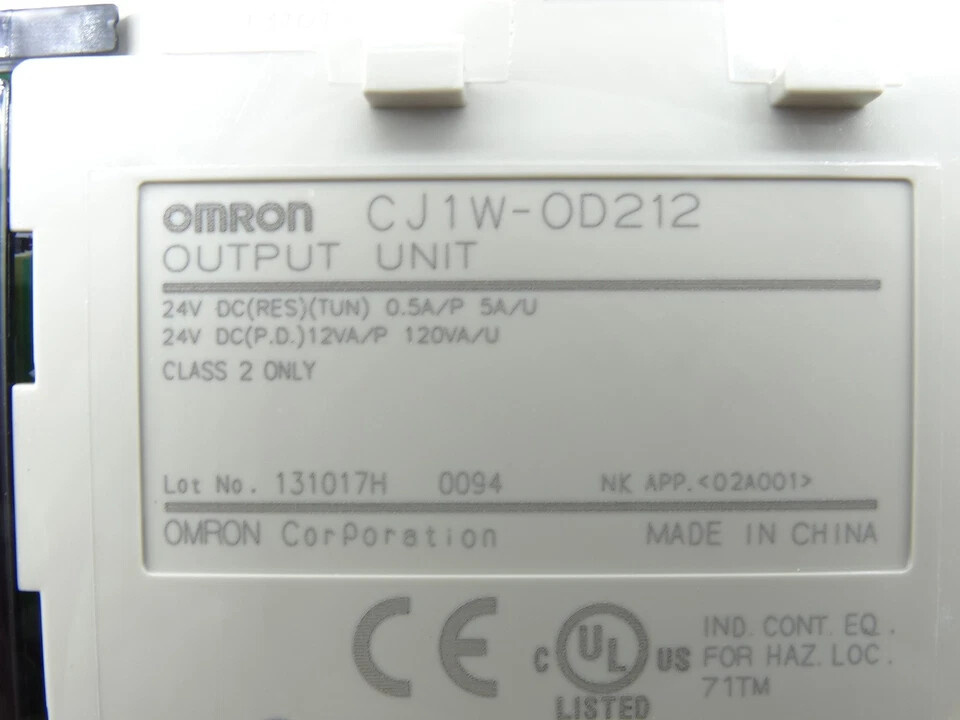 OMRON CJ1W-OD212
OUTPUT UNIT
24V DC(RES)(TUN) 0.5A/P 5A/U
24V DC(P.D.)12VA/P 120VA/U
CLASS 2 ONLY
Lot No. 131017H 0094 NK APP.<02A001>
OMRON Corporation MADE IN CHINA
CE
C UL US
LISTED
IND. CONT. EQ.
FOR HAZ. LOC.
71TM